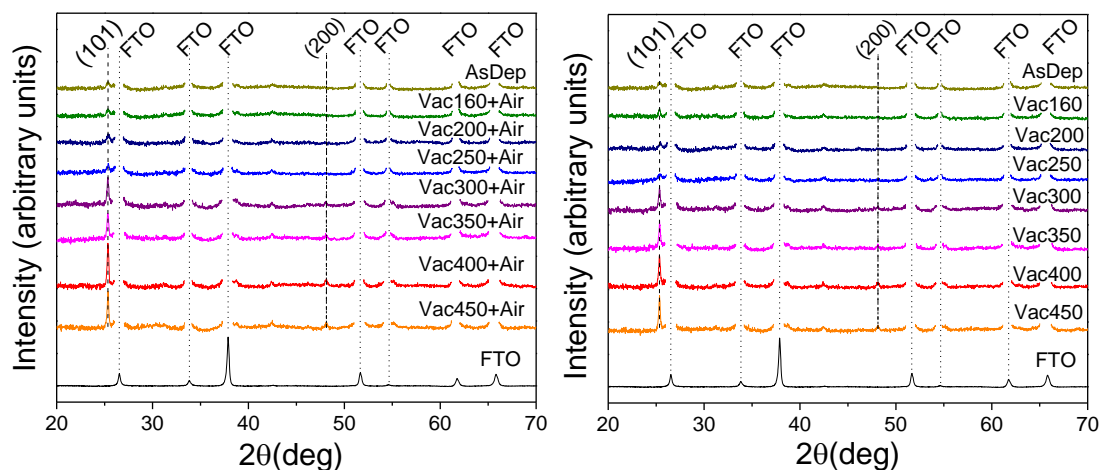 Intensity (arbitrary units)
(101) FTO FTO FTO (200) FTO FTO FTO FTO
AsDep
Vac160+Air
Vac200+Air
Vac250+Air
Vac300+Air
Vac350+Air
Vac400+Air
Vac450+Air
FTO
20 30 40 50 60 70
2θ(deg)
Intensity (arbitrary units)
(101) FTO FTO FTO (200) FTO FTO FTO FTO
AsDep
Vac160
Vac200
Vac250
Vac300
Vac350
Vac400
Vac450
FTO
20 30 40 50 60 70
2θ(deg)